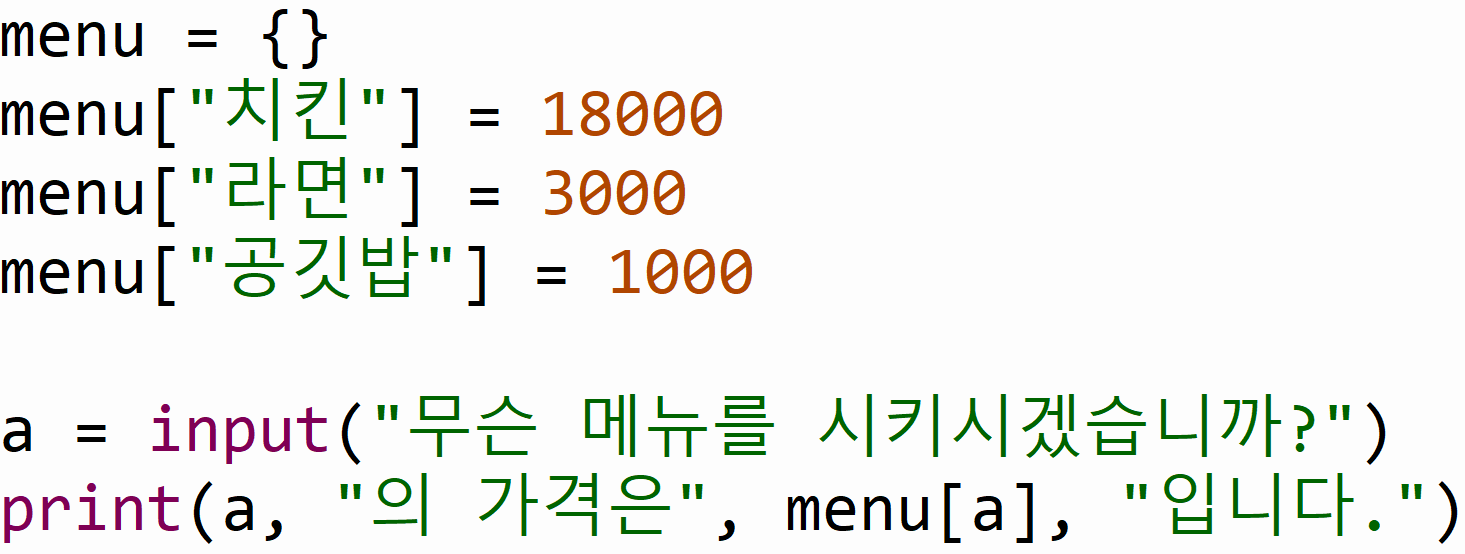 menu = {}
menu["치킨"] = 18000
menu["라면"] = 3000
menu["공깃밥"] = 1000
a = input("무슨 메뉴를 시키시겠습니까?")
print(a, "의 가격은", menu[a], "입니다.")